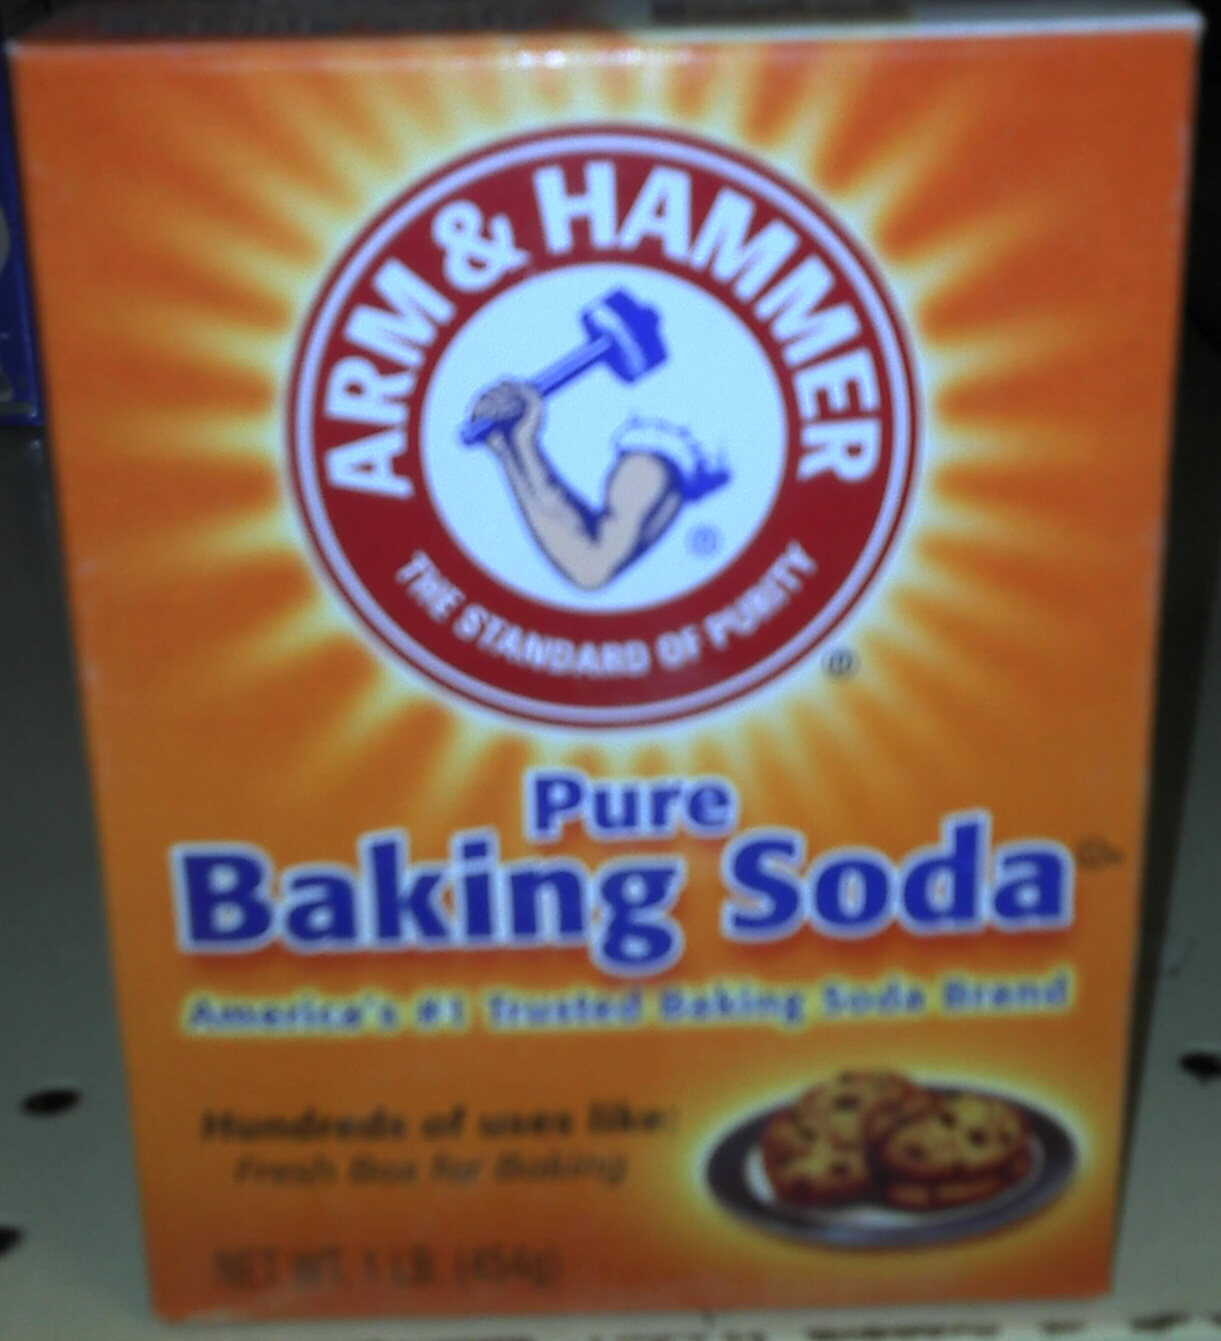 ARM & HAMMER
THE STANDARD OF PURITY
®
®
Pure
Baking Soda
America's #1 Trusted Baking Soda Brand
Hundreds of uses like:
Fresh Box for Baking
NET WT. 1 LB. (454g)